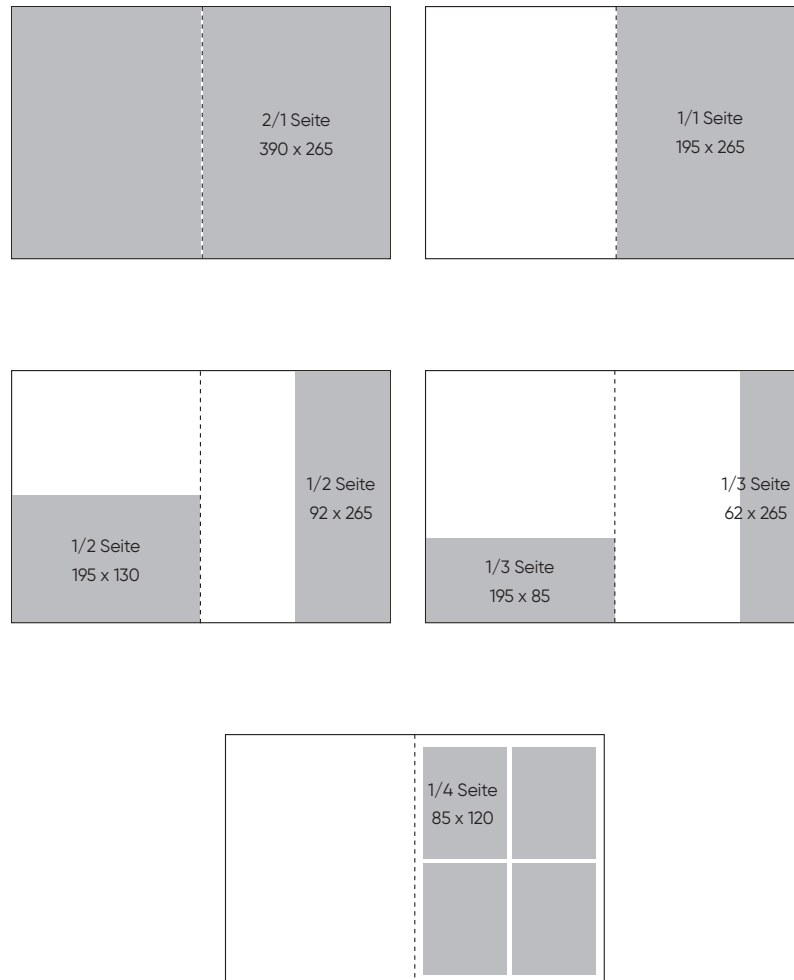 2/1 Seite
390 x 265
1/1 Seite
195 x 265
1/2 Seite
195 x 130
1/2 Seite
92 x 265
1/3 Seite
195 x 85
1/3 Seite
62 x 265
1/4 Seite
85 x 120